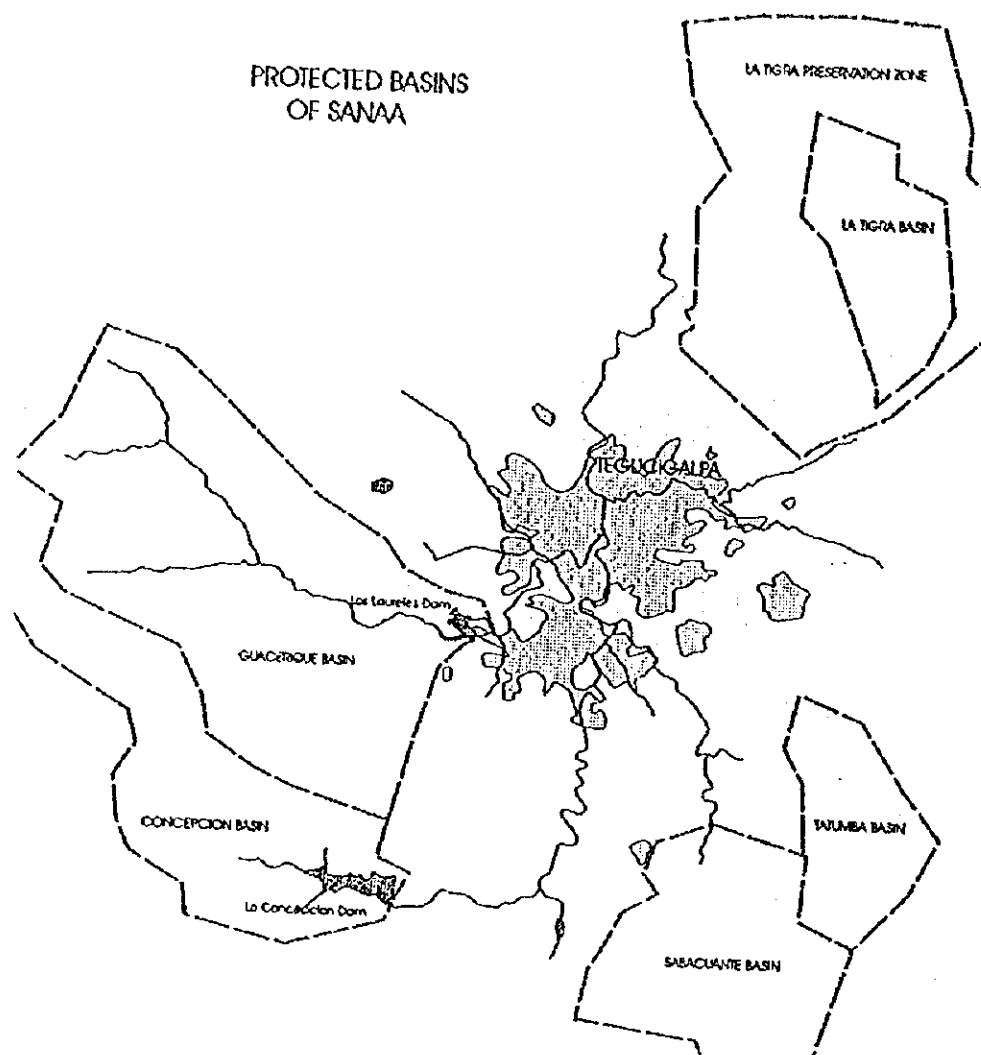 PROTECTED BASINS
OF SANAA
LA TIGRA PRESERVATION ZONE
LA TIGRA BASIN
TEGUCIGALPA
Los Laureles Dam
GUACERIQUE BASIN
CONCEPCION BASIN
TATUMBA BASIN
La Concepcion Dam
SABACUANTE BASIN